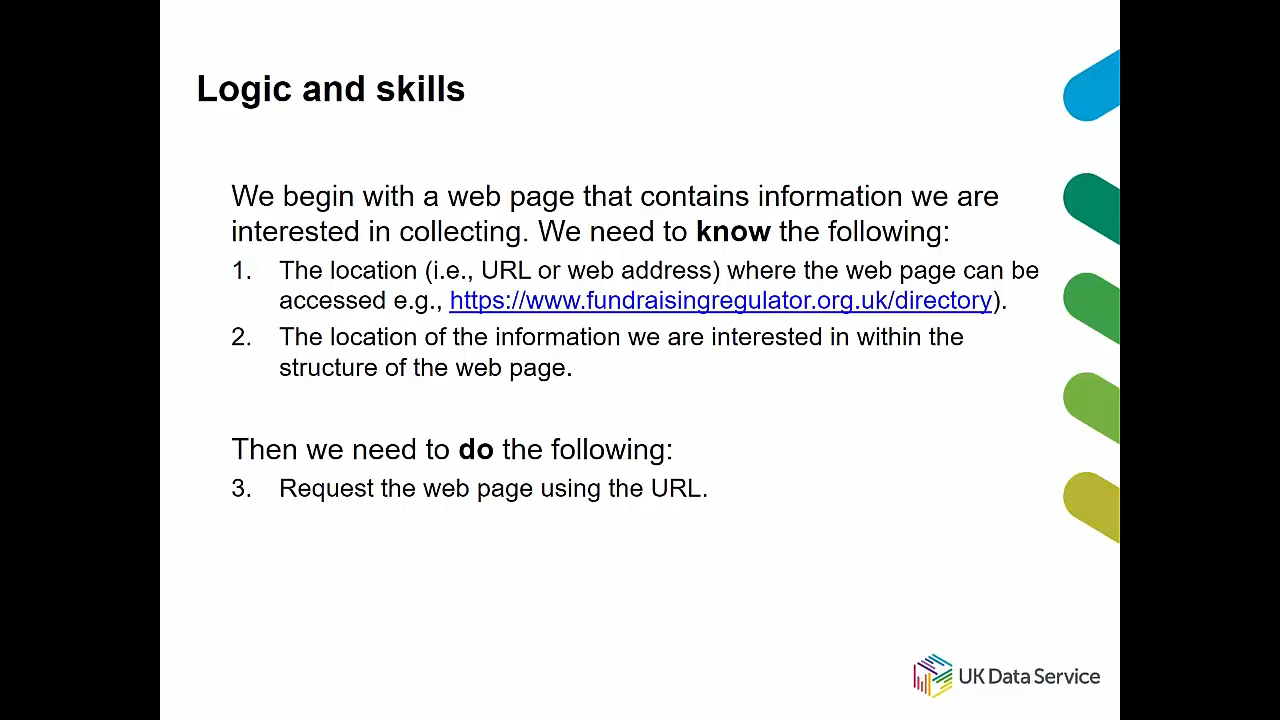 Logic and skills
We begin with a web page that contains information we are
interested in collecting. We need to know the following:
1. The location (i.e., URL or web address) where the web page can be
accessed e.g., https://www.fundraisingregulator.org.uk/directory).
2. The location of the information we are interested in within the
structure of the web page.
Then we need to do the following:
3. Request the web page using the URL.
UK Data Service